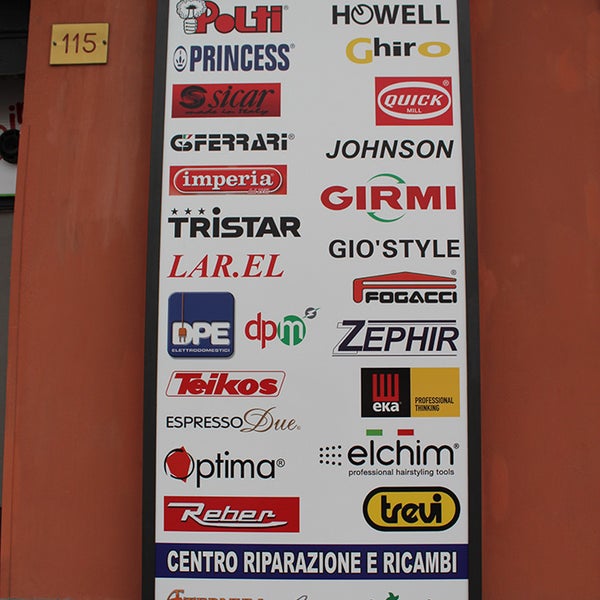 115
Polti
HOWELL
PRINCESS®
Ghiro
Sicar
made in Italy
QUICK
MILL
GSFERRARI®
JOHNSON
imperia
GIRMI
TRISTAR
GIO'STYLE
LAR.EL
FOGACCI
DPE
ELETTRODOMESTICI
dpm
ZEPHIR
Teikos
eka
PROFESSIONAL
THINKING
ESPRESSO Due
elchim®
professional hairstyling tools
Optima®
Reber
trevi
CENTRO RIPARAZIONE E RICAMBI